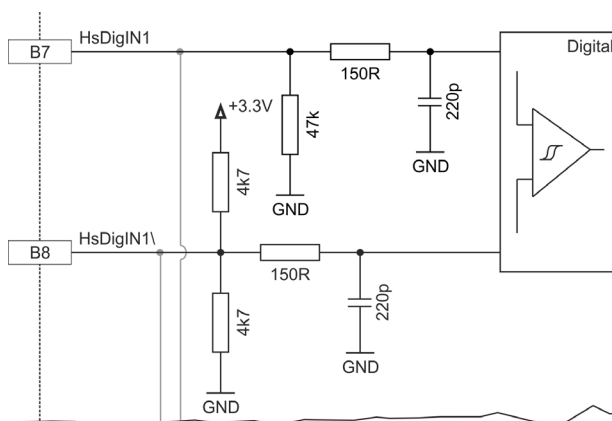 HsDigIN1
B7
Digital
150R
+3.3V
47k
220p
GND
4k7
GND
HsDigIN1\
B8
150R
4k7
220p
GND
GND